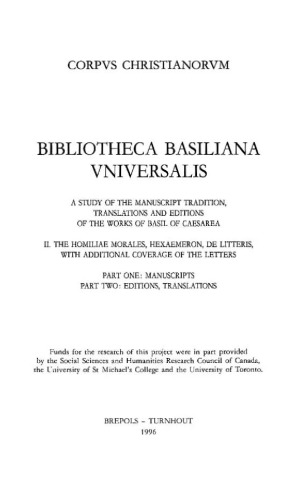 CORPVS CHRISTIANORVM
BIBLIOTHECA BASILIANA
VNIVERSALIS
A STUDY OF THE MANUSCRIPT TRADITION,
TRANSLATIONS AND EDITIONS
OF THE WORKS OF BASIL OF CAESAREA
II. THE HOMILIAE MORALES, HEXAEMERON, DE LITTERIS,
WITH ADDITIONAL COVERAGE OF THE LETTERS
PART ONE: MANUSCRIPTS
PART TWO: EDITIONS, TRANSLATIONS
Funds for the research of this project were in part provided
by the Social Sciences and Humanities Research Council of Canada,
the University of St Michael's College and the University of Toronto.
BREPOLS – TURNHOUT
1996